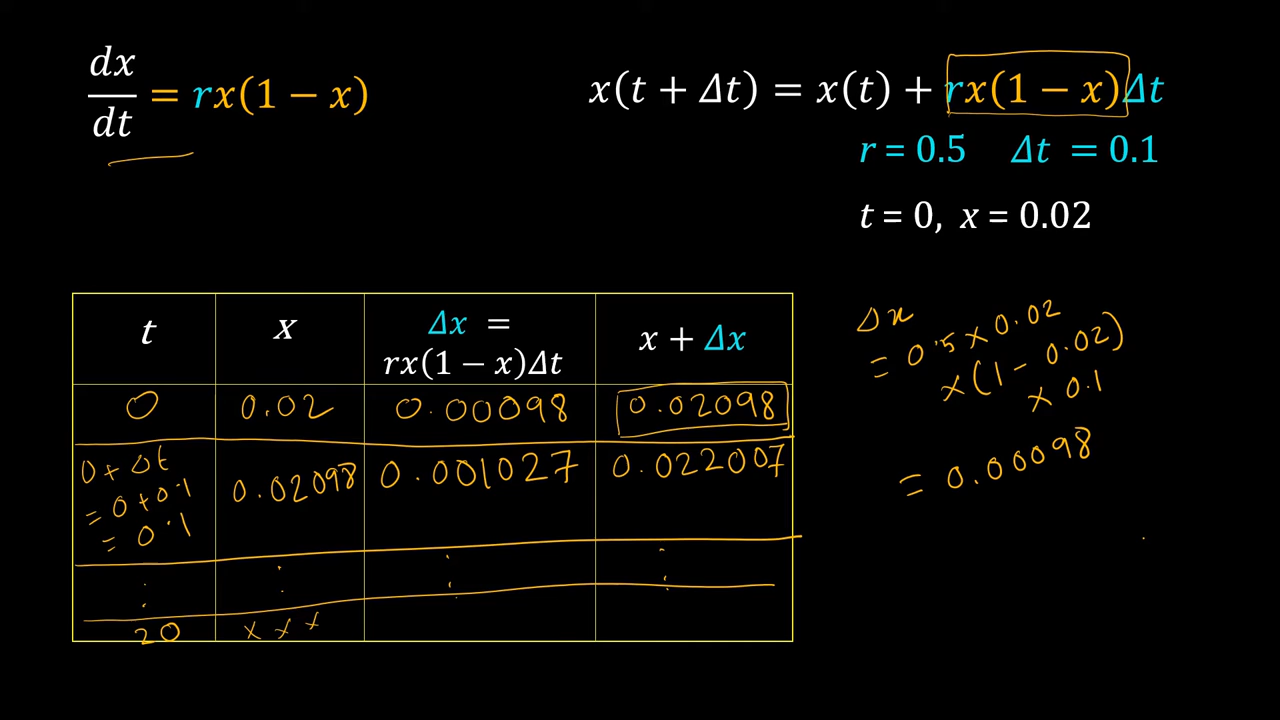 dx/dt = rx(1 − x)
x(t + Δt) = x(t) + rx(1 − x)Δt
r = 0.5 Δt = 0.1
t = 0, x = 0.02
t x Δx = rx(1 − x)Δt x + Δx
0 0.02 0.00098 0.02098
0 + Δt = 0 + 0.1 = 0.1 0.02098 0.001027 0.022007
⋮ ⋮ ⋮ ⋮
20 x x x
Δx
= 0.5 × 0.02
× (1 − 0.02)
× 0.1
= 0.00098